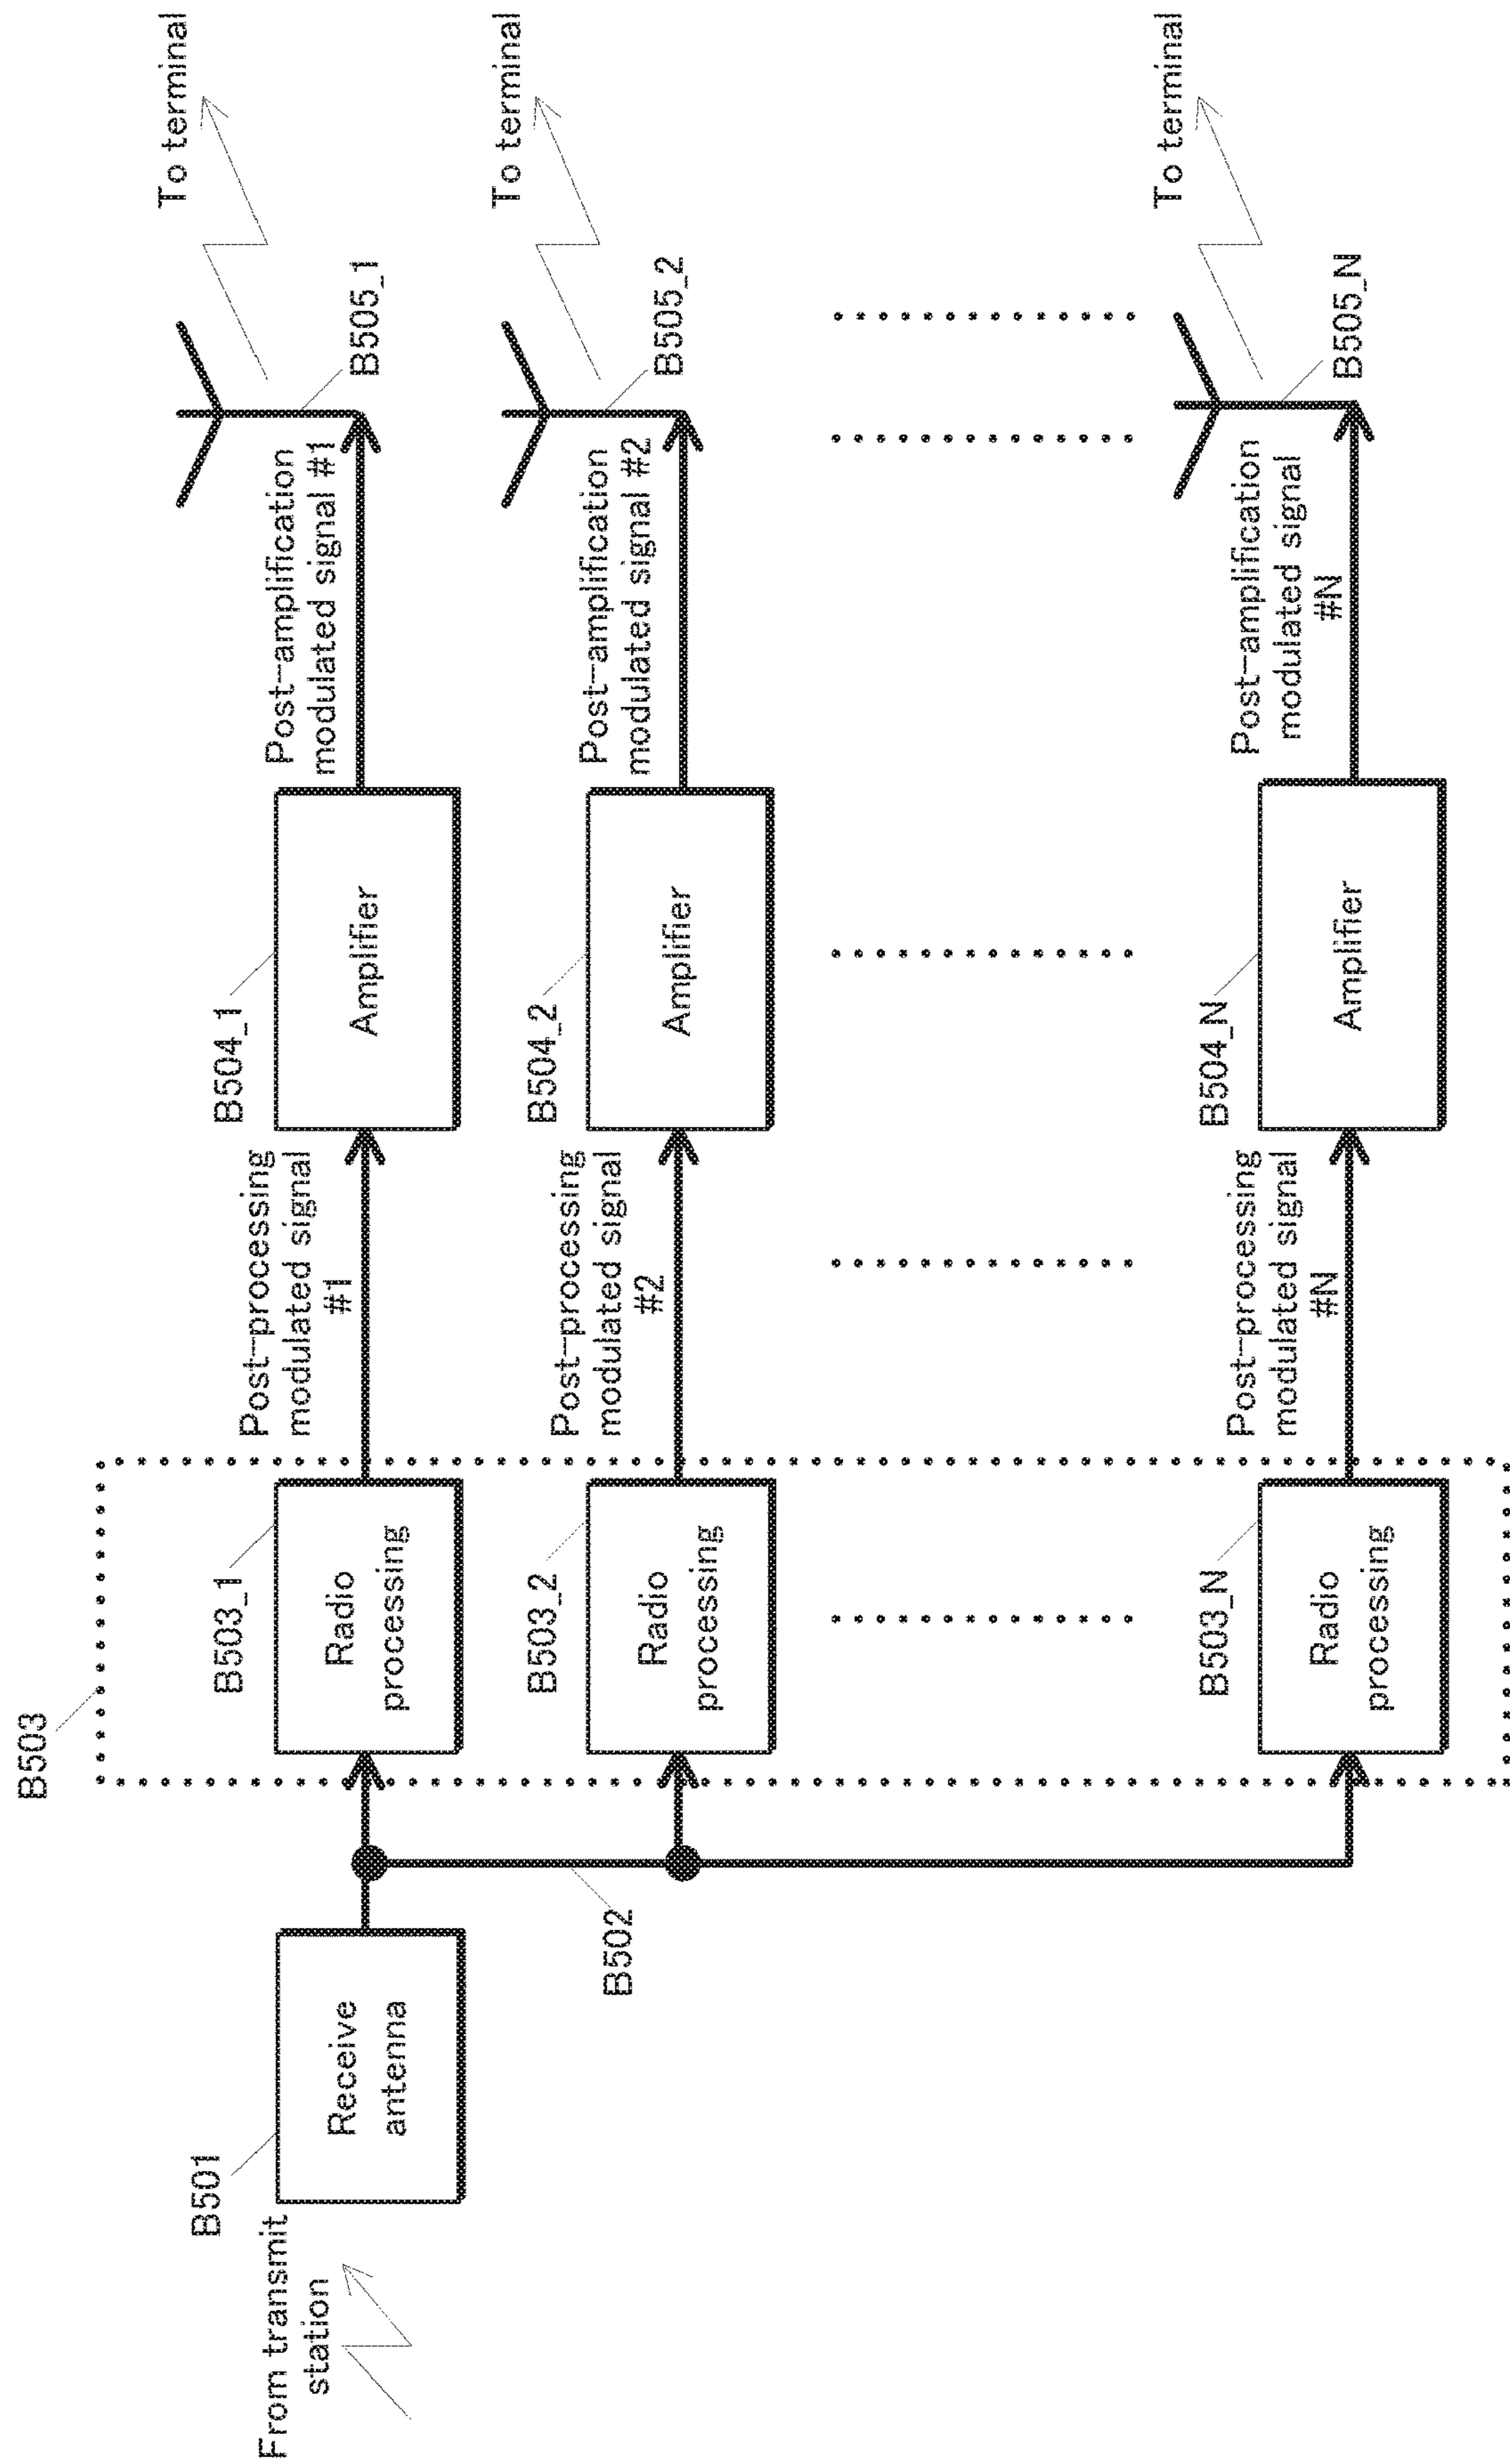 From transmit
station
B501
Receive
antenna
B502
B503
B503_1
Radio
processing
Post-processing
modulated signal
#1
B504_1
Amplifier
Post-amplification
modulated signal #1
B505_1
To terminal
B503_2
Radio
processing
Post-processing
modulated signal
#2
B504_2
Amplifier
Post-amplification
modulated signal #2
B505_2
To terminal
B503_N
Radio
processing
Post-processing
modulated signal
#N
B504_N
Amplifier
Post-amplification
modulated signal
#N
B505_N
To terminal